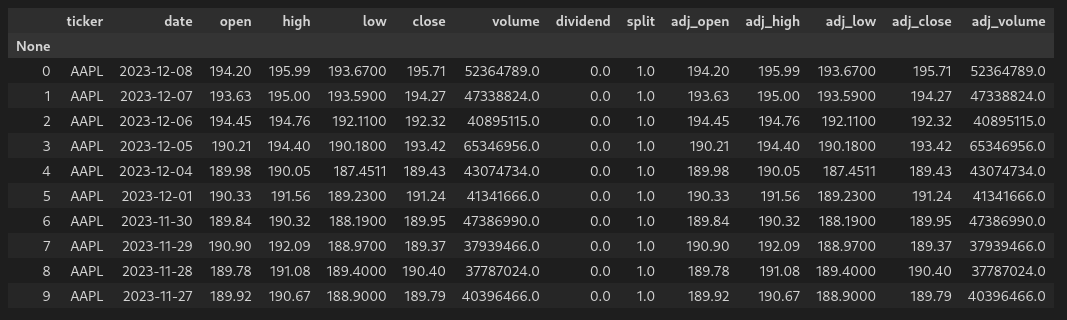 ticker date open high low close volume dividend split adj_open adj_high adj_low adj_close adj_volume
None
0 AAPL 2023-12-08 194.20 195.99 193.6700 195.71 52364789.0 0.0 1.0 194.20 195.99 193.6700 195.71 52364789.0
1 AAPL 2023-12-07 193.63 195.00 193.5900 194.27 47338824.0 0.0 1.0 193.63 195.00 193.5900 194.27 47338824.0
2 AAPL 2023-12-06 194.45 194.76 192.1100 192.32 40895115.0 0.0 1.0 194.45 194.76 192.1100 192.32 40895115.0
3 AAPL 2023-12-05 190.21 194.40 190.1800 193.42 65346956.0 0.0 1.0 190.21 194.40 190.1800 193.42 65346956.0
4 AAPL 2023-12-04 189.98 190.05 187.4511 189.43 43074734.0 0.0 1.0 189.98 190.05 187.4511 189.43 43074734.0
5 AAPL 2023-12-01 190.33 191.56 189.2300 191.24 41341666.0 0.0 1.0 190.33 191.56 189.2300 191.24 41341666.0
6 AAPL 2023-11-30 189.84 190.32 188.1900 189.95 47386990.0 0.0 1.0 189.84 190.32 188.1900 189.95 47386990.0
7 AAPL 2023-11-29 190.90 192.09 188.9700 189.37 37939466.0 0.0 1.0 190.90 192.09 188.9700 189.37 37939466.0
8 AAPL 2023-11-28 189.78 191.08 189.4000 190.40 37787024.0 0.0 1.0 189.78 191.08 189.4000 190.40 37787024.0
9 AAPL 2023-11-27 189.92 190.67 188.9000 189.79 40396466.0 0.0 1.0 189.92 190.67 188.9000 189.79 40396466.0